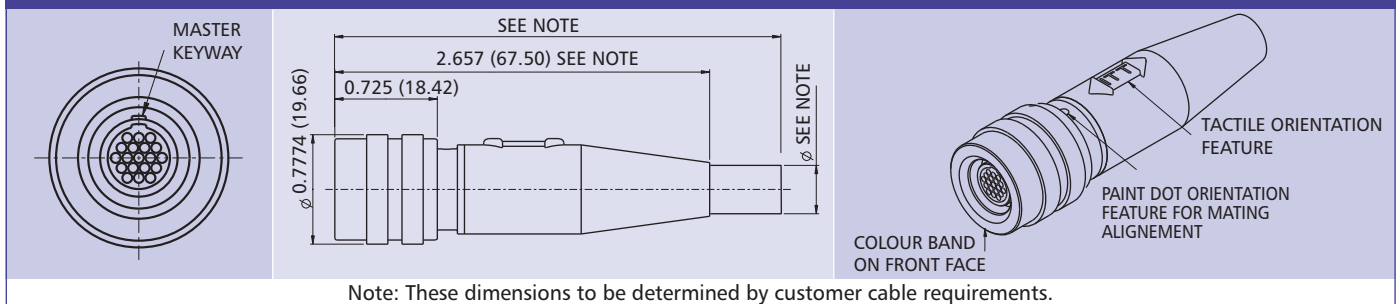 MASTER
KEYWAY
SEE NOTE
2.657 (67.50) SEE NOTE
0.725 (18.42)
Ø 0.7774 (19.66)
Ø SEE NOTE
ITT
TACTILE ORIENTATION
FEATURE
PAINT DOT ORIENTATION
FEATURE FOR MATING
ALIGNEMENT
COLOUR BAND
ON FRONT FACE
Note: These dimensions to be determined by customer cable requirements.